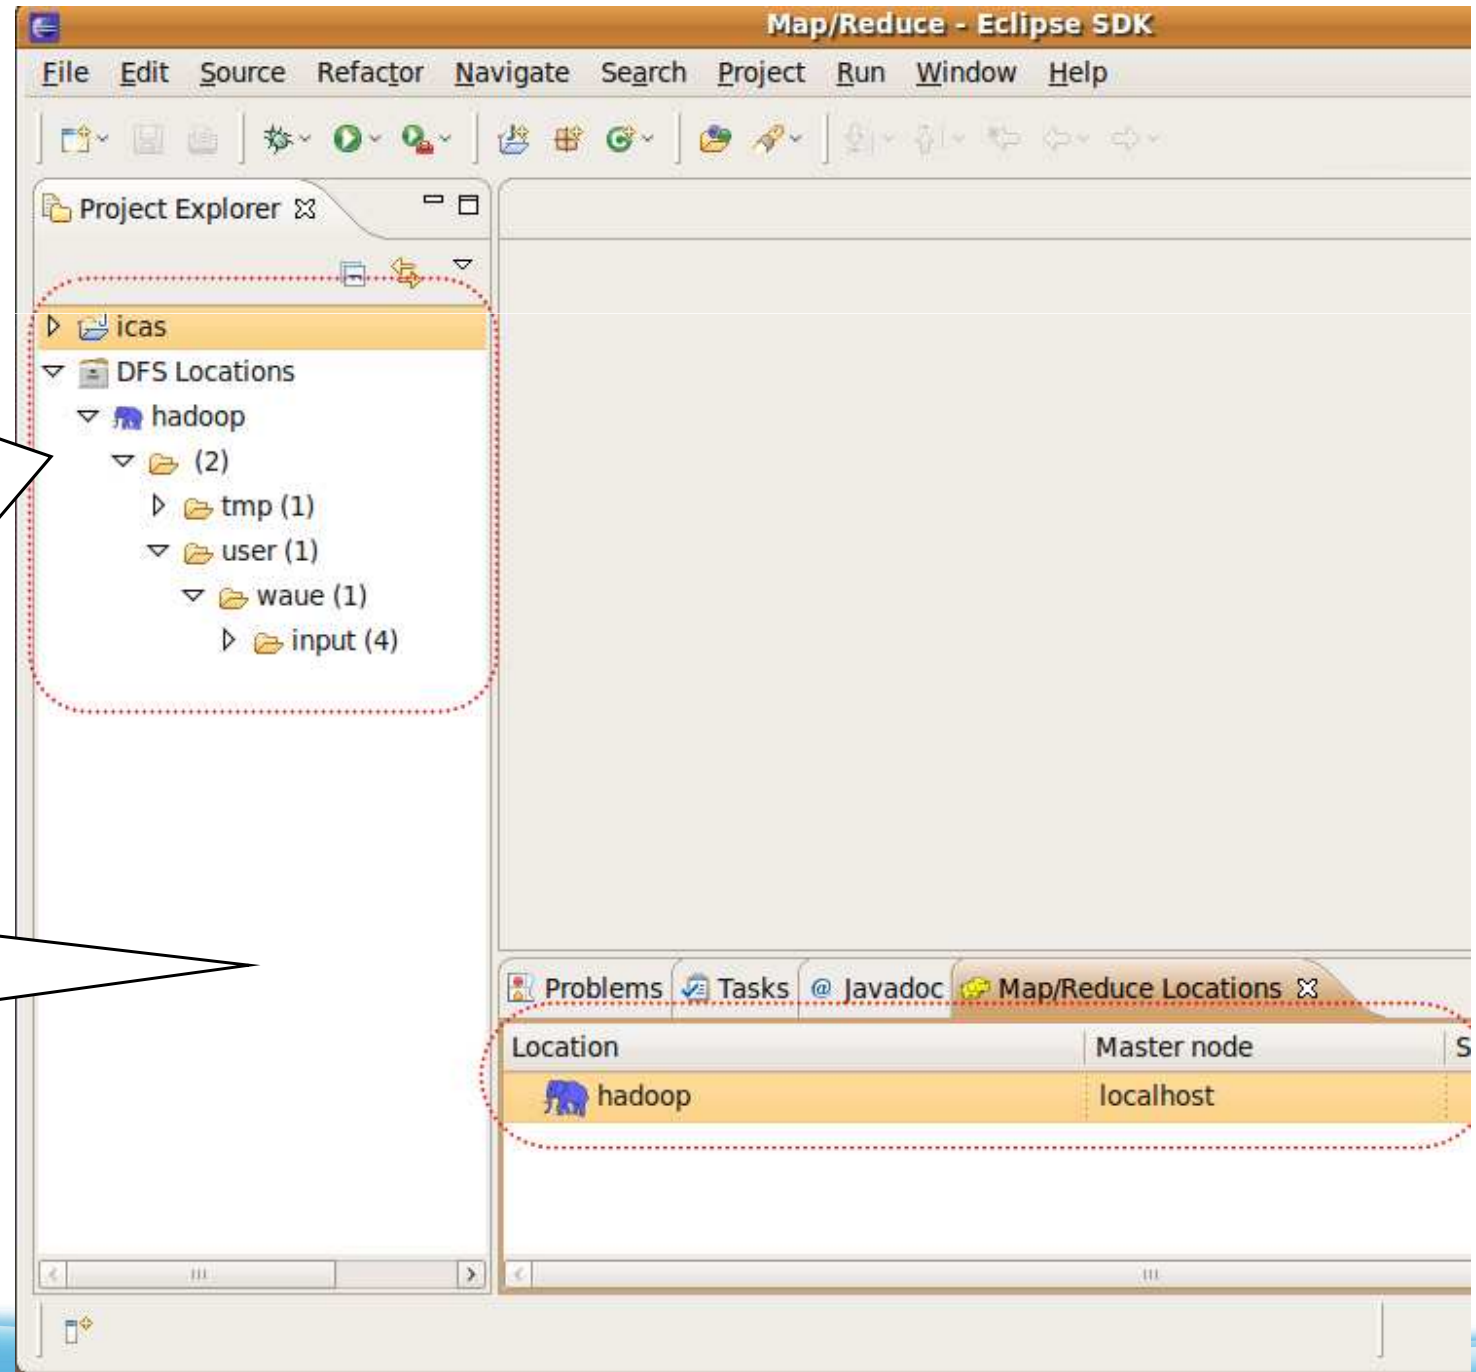 Map/Reduce - Eclipse SDK
File Edit Source Refactor Navigate Search Project Run Window Help
Project Explorer
icas
DFS Locations
hadoop
(2)
tmp (1)
user (1)
waue (1)
input (4)
Problems Tasks @ Javadoc Map/Reduce Locations
Location Master node S
hadoop localhost